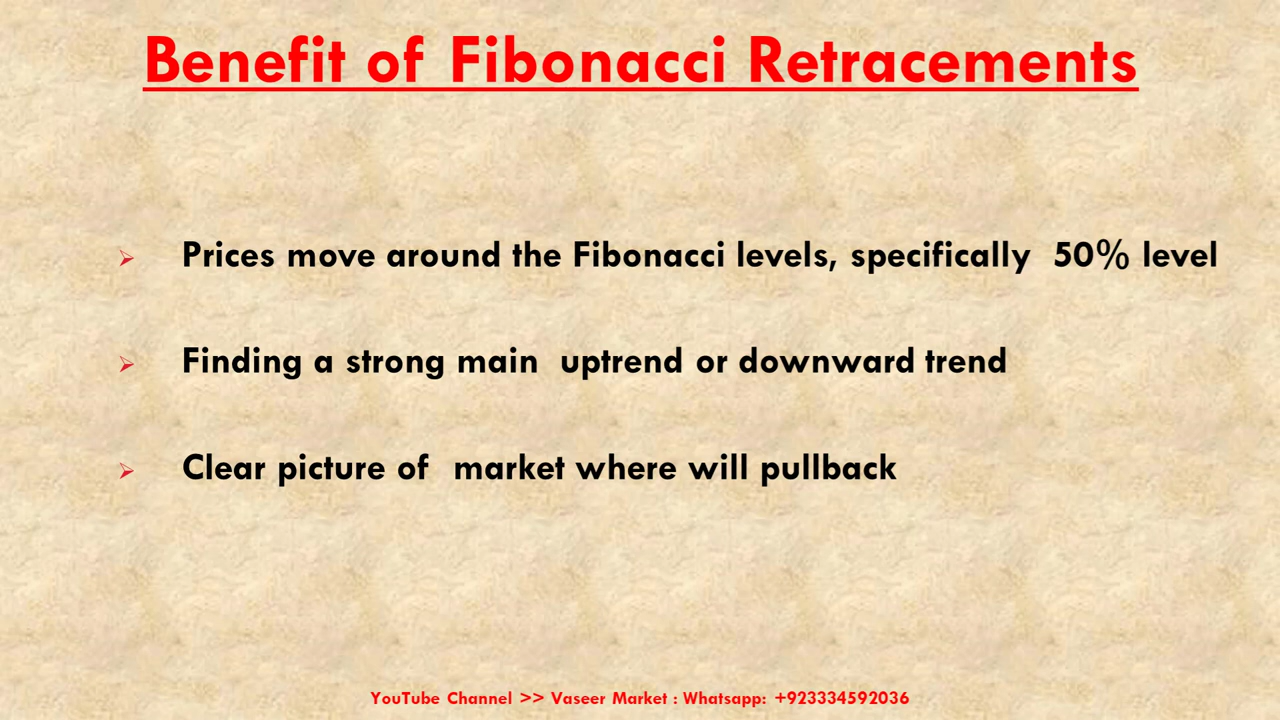 Benefit of Fibonacci Retracements
➢ Prices move around the Fibonacci levels, specifically  50% level
➢ Finding a strong main  uptrend or downward trend
➢ Clear picture of  market where will pullback
YouTube Channel >> Vaseer Market : Whatsapp: +923334592036